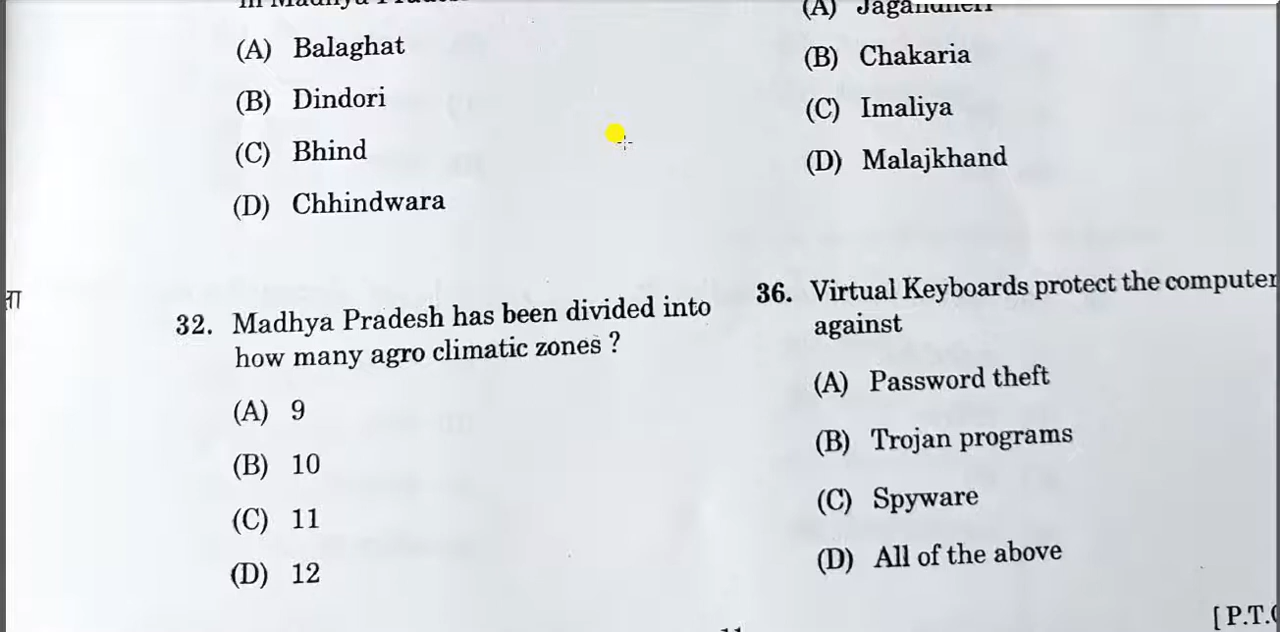 (A) Balaghat
(B) Dindori
(C) Bhind
(D) Chhindwara
32. Madhya Pradesh has been divided into
how many agro climatic zones ?
(A) 9
(B) 10
(C) 11
(D) 12
(A)
(B) Chakaria
(C) Imaliya
(D) Malajkhand
36. Virtual Keyboards protect the computer
against
(A) Password theft
(B) Trojan programs
(C) Spyware
(D) All of the above
[ P.T.